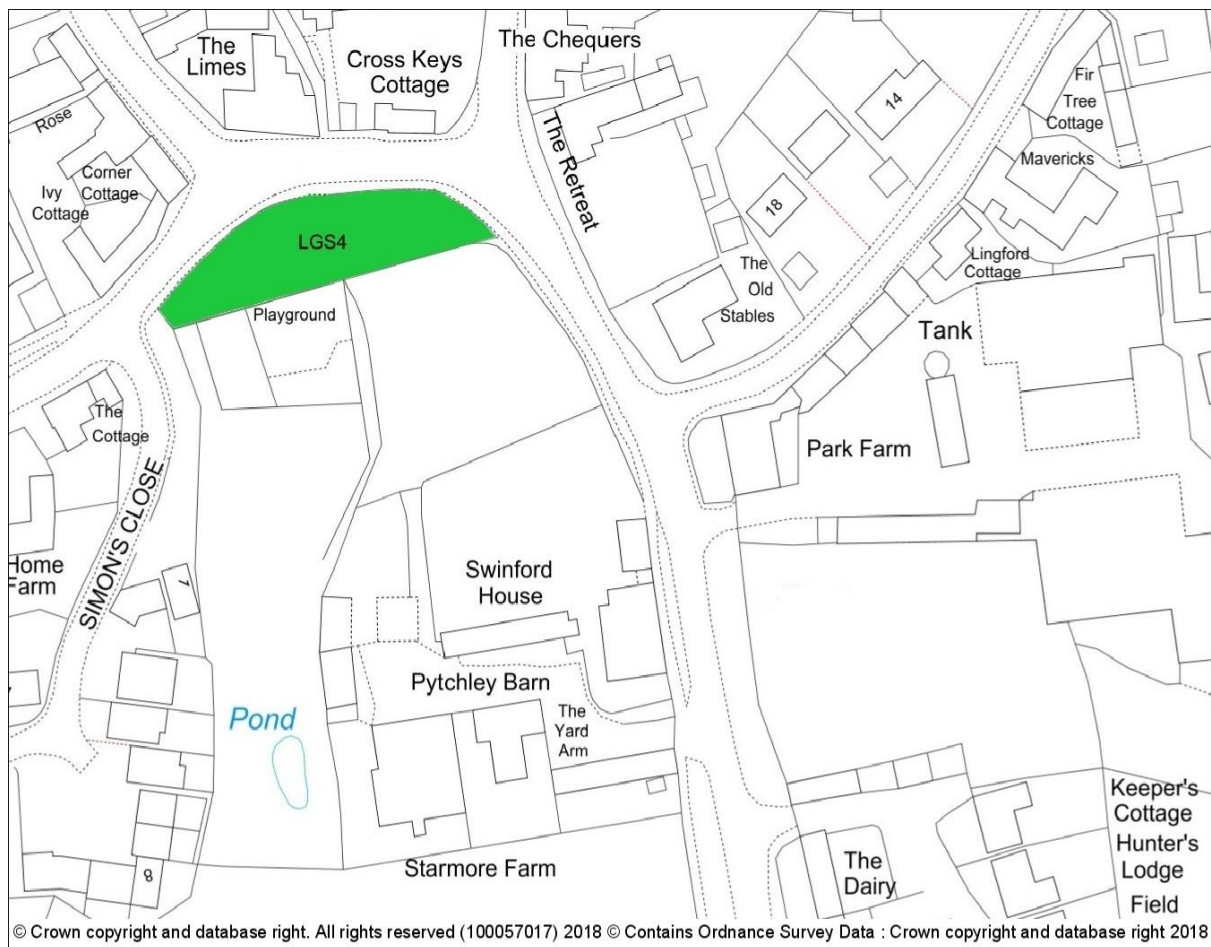 The
Limes
Cross Keys
Cottage
The Chequers
Fir
Tree
Cottage
14
Rose
The Retreat
Mavericks
Corner
Cottage
Ivy
Cottage
18
LGS4
Lingford
Cottage
The
Old
Stables
Playground
Tank
The
Cottage
Park Farm
SIMON'S CLOSE
Home
Farm
7
Swinford
House
Pytchley Barn
Pond
The
Yard
Arm
Keeper's
Cottage
Hunter's
Lodge
Field
Starmore Farm
The
Dairy
8
© Crown copyright and database right. All rights reserved (100057017) 2018 © Contains Ordnance Survey Data : Crown copyright and database right 2018